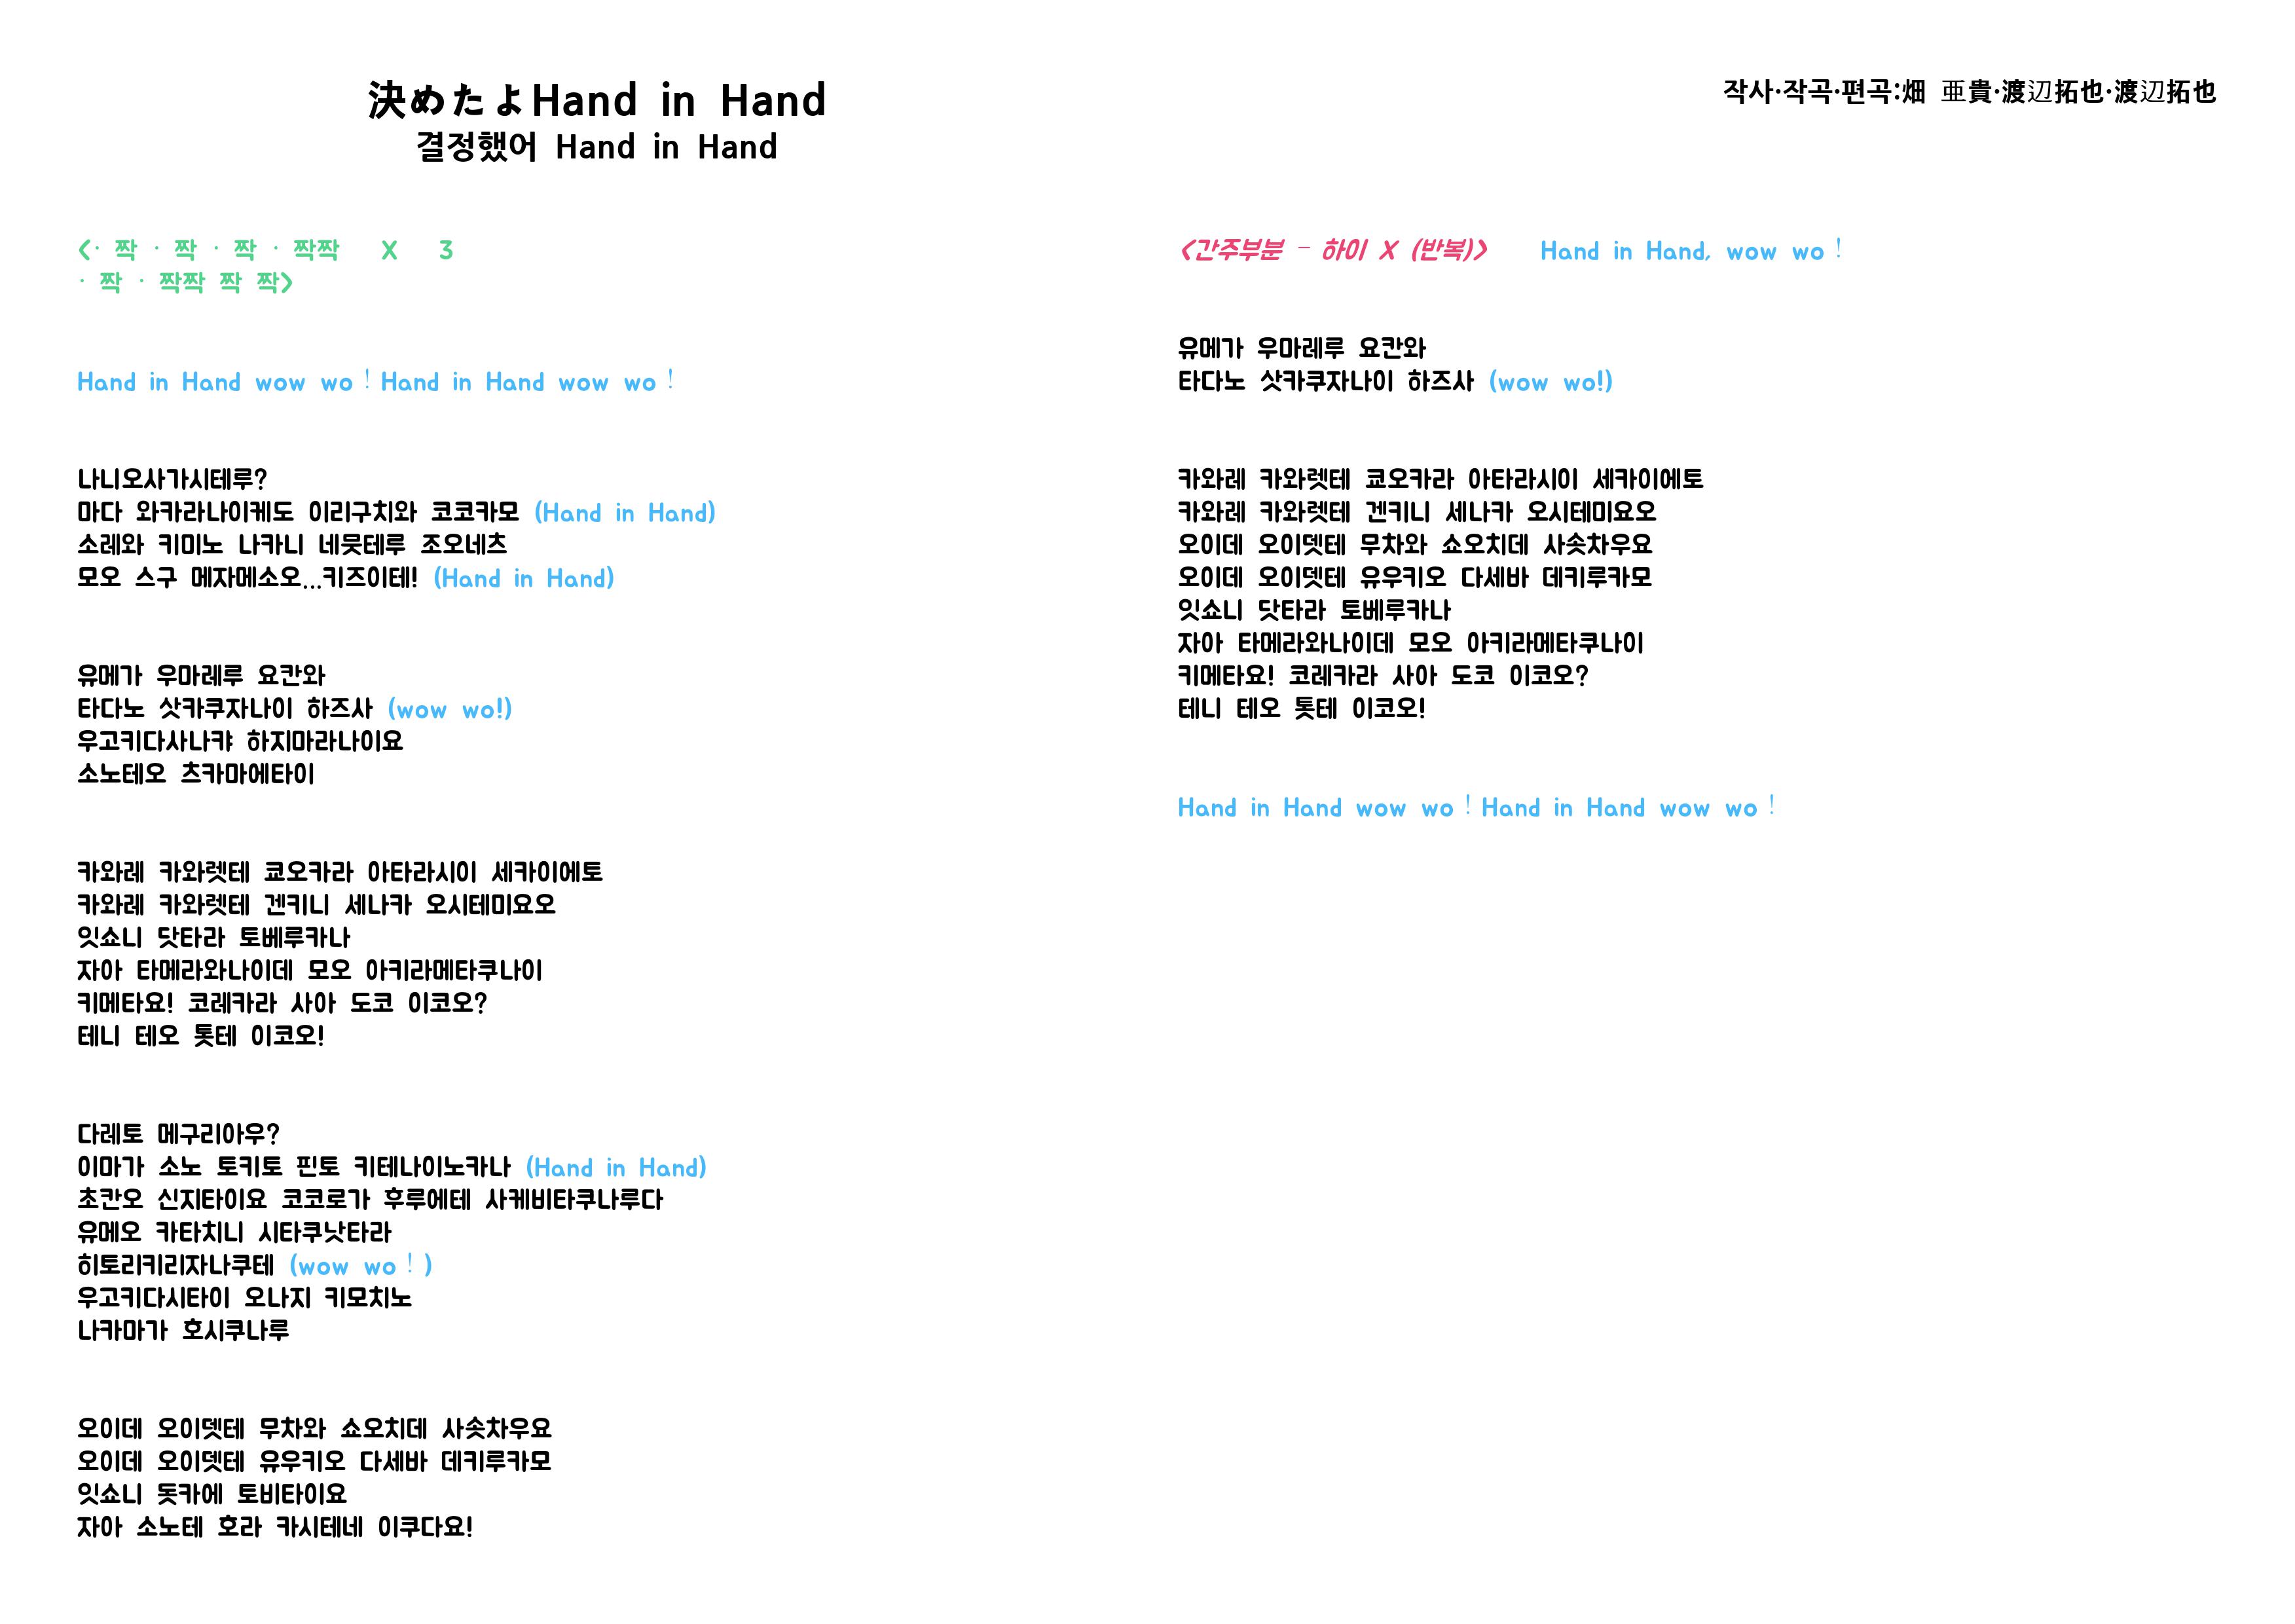 決めたよHand in Hand
결정했어 Hand in Hand
작사·작곡·편곡:畑 亜貴·渡辺拓也·渡辺拓也
<· 짝 · 짝 · 짝 · 짝짝 X 3
· 짝 · 짝짝 짝 짝>
Hand in Hand wow wo！Hand in Hand wow wo！
나니오사가시테루?
마다 와카라나이케도 이리구치와 코코카모 (Hand in Hand)
소레와 키미노 나카니 네뭇테루 조오네츠
모오 스구 메자메소오...키즈이테! (Hand in Hand)
유메가 우마레루 요칸와
타다노 삿카쿠자나이 하즈사 (wow wo!)
우고키다사나캬 하지마라나이요
소노테오 츠카마에타이
카와레 카와렛테 쿄오카라 아타라시이 세카이에토
카와레 카와렛테 겐키니 세나카 오시테미요오
잇쇼니 닷타라 토베루카나
자아 타메라와나이데 모오 아키라메타쿠나이
키메타요! 코레카라 사아 도코 이코오?
테니 테오 톳테 이코오!
다레토 메구리아우?
이마가 소노 토키토 핀토 키테나이노카나 (Hand in Hand)
초칸오 신지타이요 코코로가 후루에테 사케비타쿠나루다
유메오 카타치니 시타쿠낫타라
히토리키리자나쿠테 (wow wo！)
우고키다시타이 오나지 키모치노
나카마가 호시쿠나루
오이데 오이뎃테 무차와 쇼오치데 사솟차우요
오이데 오이뎃테 유우키오 다세바 데키루카모
잇쇼니 돗카에 토비타이요
자아 소노테 호라 카시테네 이쿠다요!
<간주부분 - 하이 X (반복)> Hand in Hand, wow wo！
유메가 우마레루 요칸와
타다노 삿카쿠자나이 하즈사 (wow wo!)
카와레 카와렛테 쿄오카라 아타라시이 세카이에토
카와레 카와렛테 겐키니 세나카 오시테미요오
오이데 오이뎃테 무차와 쇼오치데 사솟차우요
오이데 오이뎃테 유우키오 다세바 데키루카모
잇쇼니 닷타라 토베루카나
자아 타메라와나이데 모오 아키라메타쿠나이
키메타요! 코레카라 사아 도코 이코오?
테니 테오 톳테 이코오!
Hand in Hand wow wo！Hand in Hand wow wo！